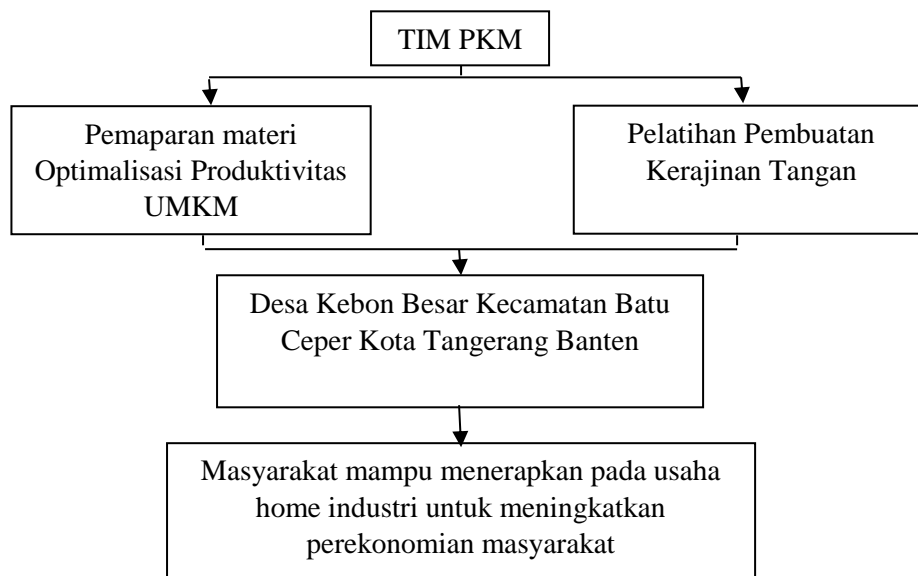 TIM PKM
Pemaparan materi
Optimalisasi Produktivitas
UMKM
Pelatihan Pembuatan
Kerajinan Tangan
Desa Kebon Besar Kecamatan Batu
Ceper Kota Tangerang Banten
Masyarakat mampu menerapkan pada usaha
home industri untuk meningkatkan
perekonomian masyarakat